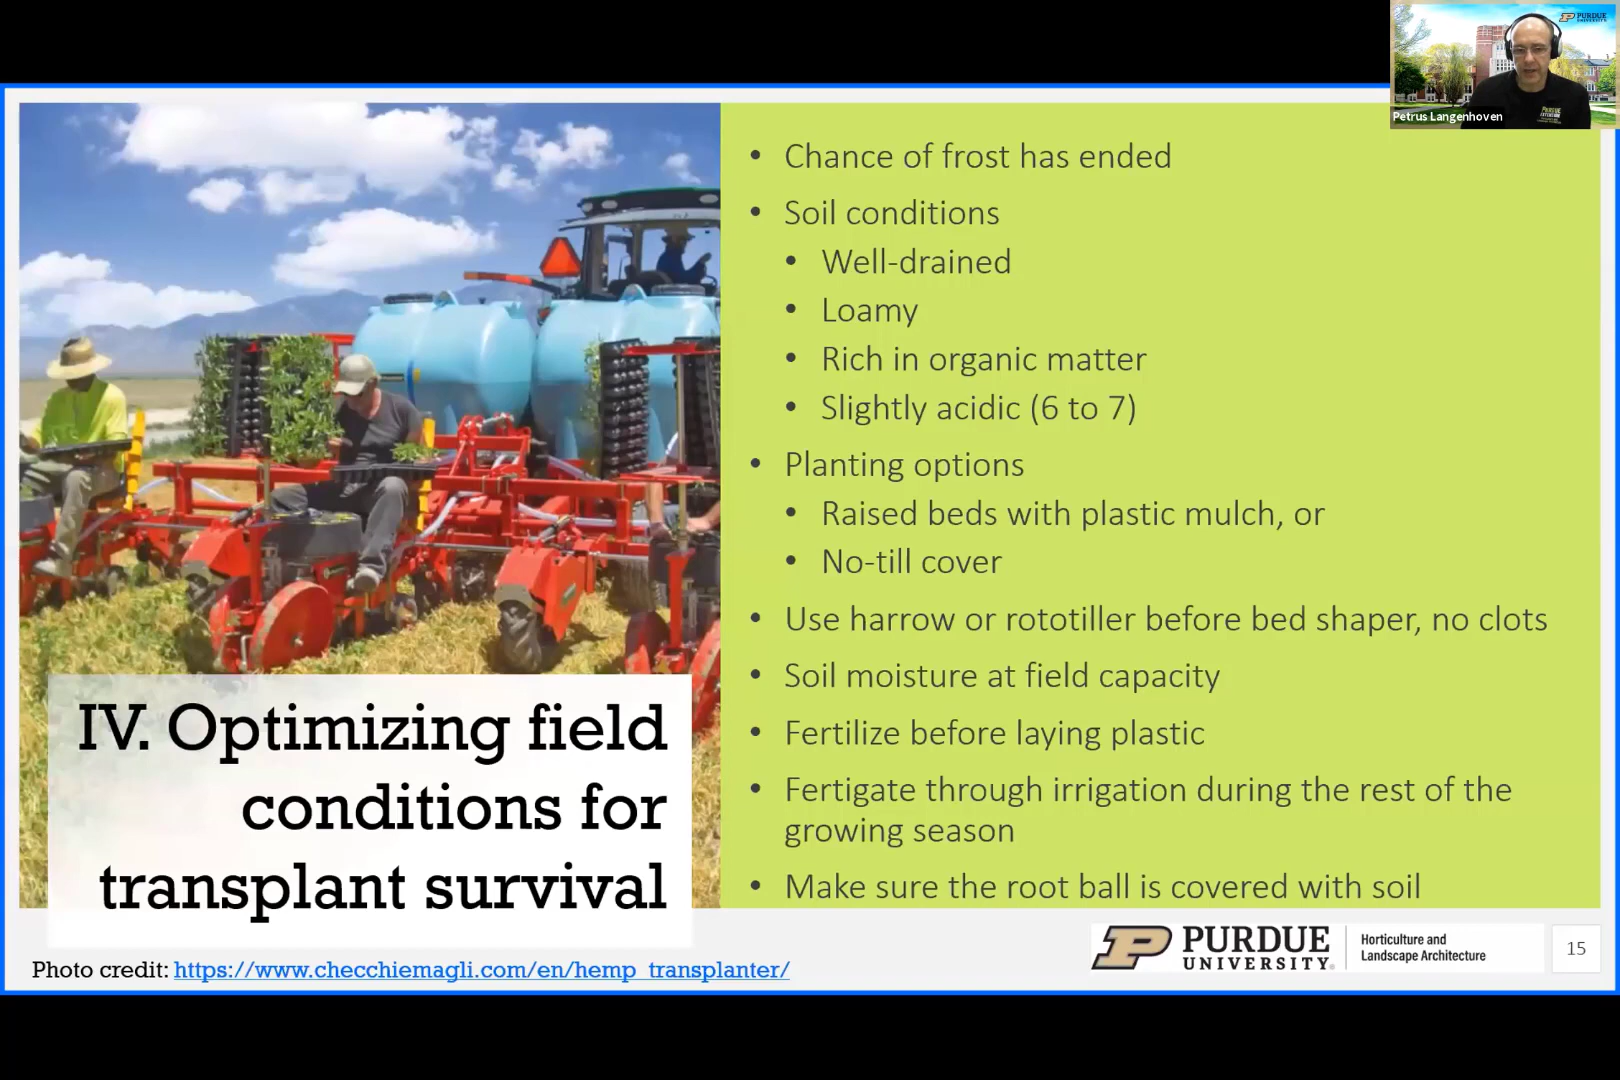 PURDUE
UNIVERSITY
Petrus Langenhoven
• Chance of frost has ended
• Soil conditions
• Well-drained
• Loamy
• Rich in organic matter
• Slightly acidic (6 to 7)
• Planting options
• Raised beds with plastic mulch, or
• No-till cover
• Use harrow or rototiller before bed shaper, no clots
• Soil moisture at field capacity
• Fertilize before laying plastic
• Fertigate through irrigation during the rest of the
growing season
• Make sure the root ball is covered with soil
IV. Optimizing field
conditions for
transplant survival
Photo credit: https://www.checchiemagli.com/en/hemp_transplanter/
PURDUE
UNIVERSITY®
Horticulture and
Landscape Architecture
15